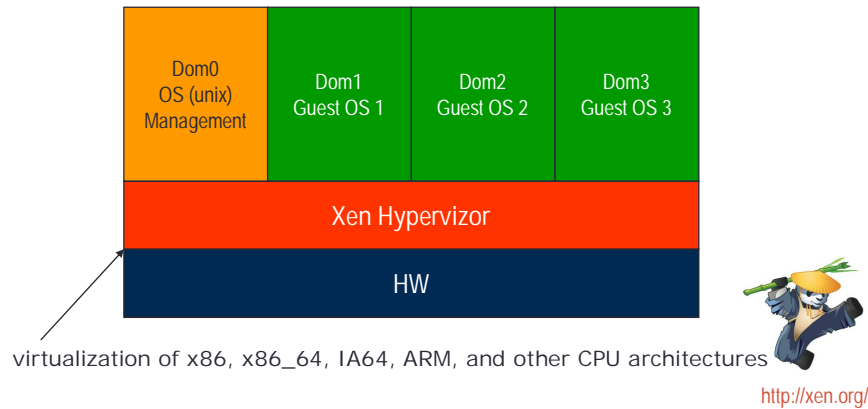 Dom0
OS (unix)
Management
Dom1
Guest OS 1
Dom2
Guest OS 2
Dom3
Guest OS 3
Xen Hypervizor
HW
virtualization of x86, x86_64, IA64, ARM, and other CPU architectures
http://xen.org/